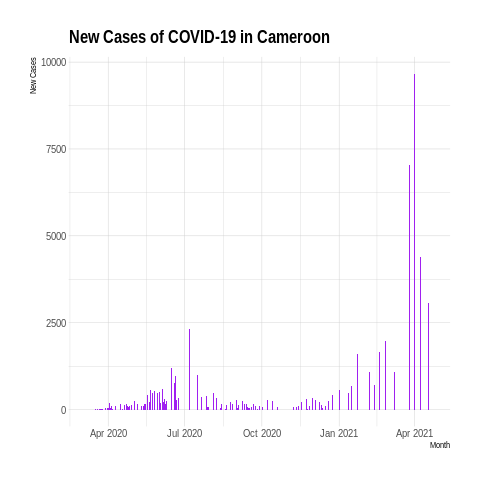 New Cases of COVID-19 in Cameroon
New Cases
10000
7500
5000
2500
0
Apr 2020 Jul 2020 Oct 2020 Jan 2021 Apr 2021
Month